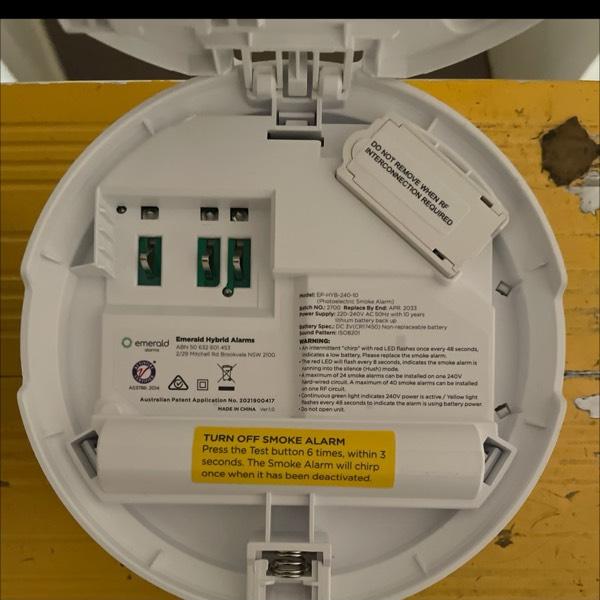 DO NOT REMOVE WHEN RF
INTERCONNECTION REQUIRED
Model: EP-HYB-240-10
(Photoelectric Smoke Alarm)
Batch NO.: 2700 Replace By End: APR. 2033
Power Supply: 220-240V AC 50Hz with 10 years
lithium battery back up
Battery Spec.: DC 3V(CR17450) Non-replaceable battery
Sound Pattern: ISO8201
WARNING:
• An intermittent "chirp" with red LED flashes once every 48 seconds,
indicates a low battery, Please replace the smoke alarm.
• The red LED will flash every 8 seconds, indicates the smoke alarm is
running into the silence (Hush) mode.
• A maximum of 24 smoke alarms can be installed on one 240V
hard-wired circuit. A maximum of 40 smoke alarms can be installed
on one RF circuit.
• Continuous green light indicates 240V power is active / Yellow light
flashes every 48 seconds to indicate the alarm is using battery power.
• Do not open unit.
emerald
alarms
Emerald Hybrid Alarms
ABN 50 632 601 453
2/29 Mitchell Rd Brookvale NSW 2100
AS3786: 2014
Australian Patent Application No. 2021900417
MADE IN CHINA Ver:1.0
TURN OFF SMOKE ALARM
Press the Test button 6 times, within 3
seconds. The Smoke Alarm will chirp
once when it has been deactivated.